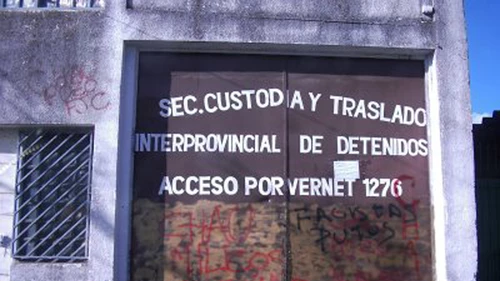 SEC. CUSTODIA Y TRASLADO
INTERPROVINCIAL DE DETENIDOS
ACCESO POR VERNET 1276
FACISTAS
PUTOS